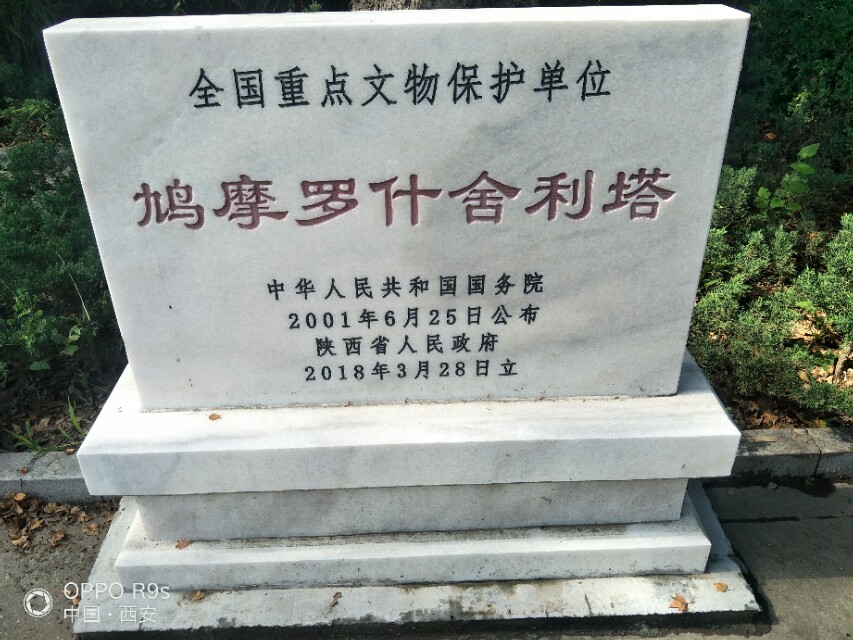 全国重点文物保护单位
鸠摩罗什舍利塔
中华人民共和国国务院
2001年6月25日公布
陕西省人民政府
2018年3月28日立
OPPO R9s
中国·西安